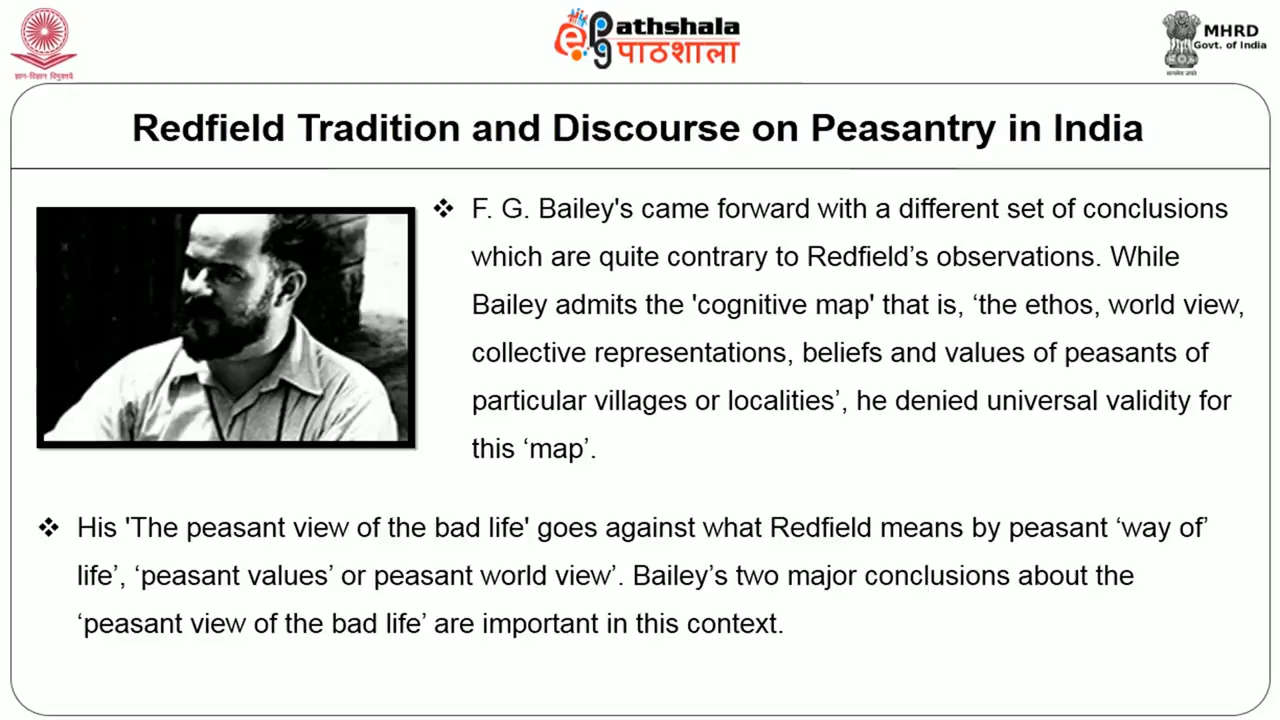 ज्ञान-विज्ञान विमुक्तये
ePathshala
पाठशाला
MHRD
Govt. of India
सत्यमेव जयते
Redfield Tradition and Discourse on Peasantry in India
❖ F. G. Bailey's came forward with a different set of conclusions
which are quite contrary to Redfield’s observations. While
Bailey admits the 'cognitive map' that is, ‘the ethos, world view,
collective representations, beliefs and values of peasants of
particular villages or localities’, he denied universal validity for
this ‘map’.
❖ His 'The peasant view of the bad life' goes against what Redfield means by peasant ‘way of’
life’, ‘peasant values’ or peasant world view’. Bailey’s two major conclusions about the
‘peasant view of the bad life’ are important in this context.